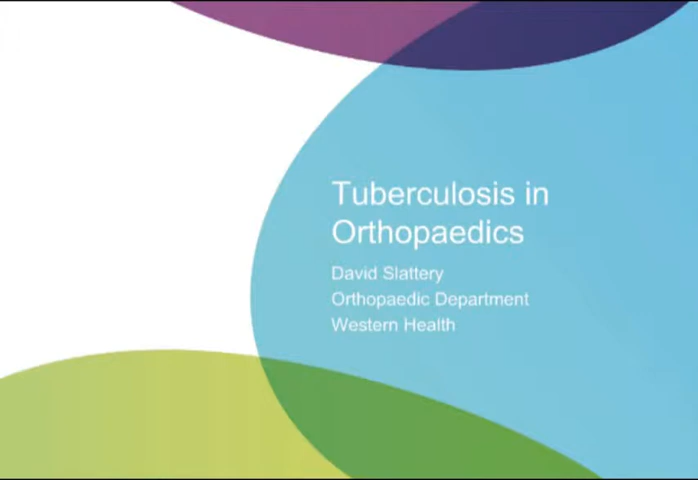 Tuberculosis in
Orthopaedics
David Slattery
Orthopaedic Department
Western Health